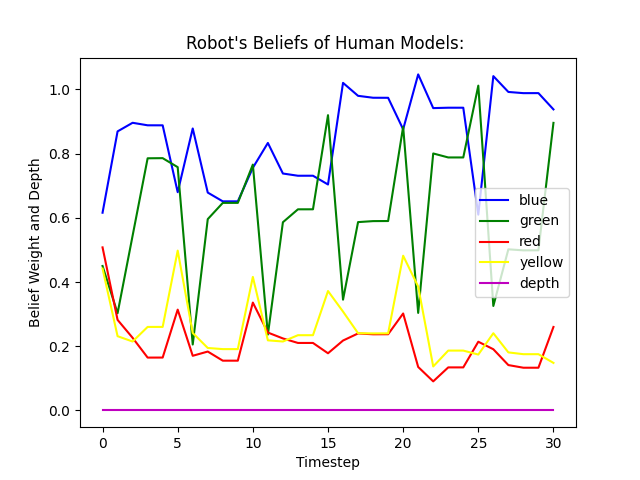 Robot's Beliefs of Human Models:
Belief Weight and Depth
1.0
0.8
0.6
0.4
0.2
0.0
blue
green
red
yellow
depth
0 5 10 15 20 25 30
Timestep